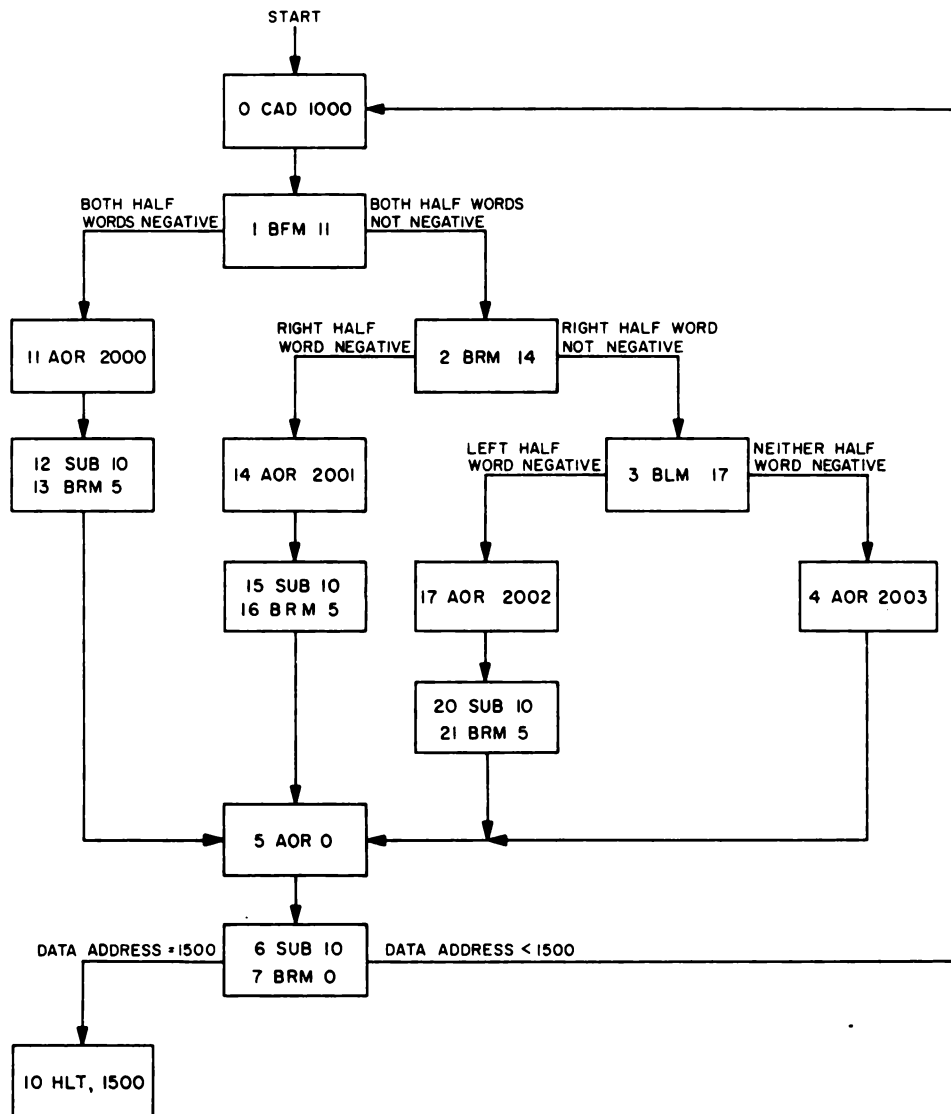 START
0 CAD 1000
BOTH HALF
WORDS NEGATIVE
BOTH HALF WORDS
NOT NEGATIVE
1 BFM 11
RIGHT HALF
WORD NEGATIVE
RIGHT HALF WORD
NOT NEGATIVE
11 AOR 2000
2 BRM 14
LEFT HALF
WORD NEGATIVE
NEITHER HALF
WORD NEGATIVE
12 SUB 10
13 BRM 5
14 AOR 2001
3 BLM 17
15 SUB 10
16 BRM 5
17 AOR 2002
4 AOR 2003
20 SUB 10
21 BRM 5
5 AOR 0
DATA ADDRESS = 1500
6 SUB 10
7 BRM 0
DATA ADDRESS < 1500
10 HLT, 1500